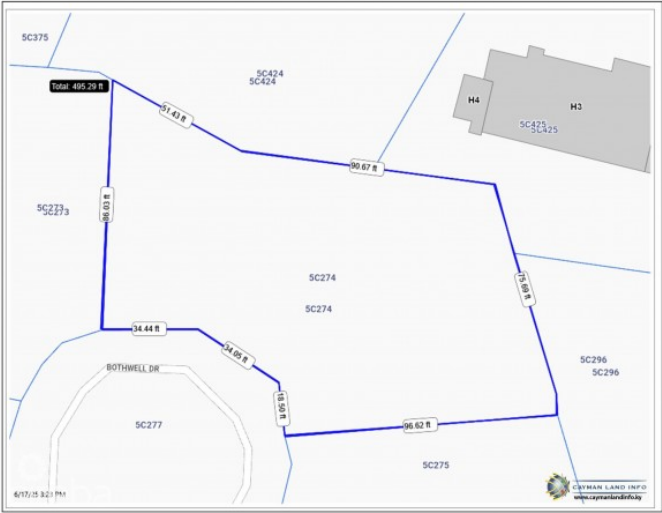 5C375
5C424
5C424
Total: 495.29 ft
51.43 ft
H4
H3
5C425
5C425
90.67 ft
86.03 ft
5C273
5C273
5C274
75.69 ft
5C274
34.44 ft
34.05 ft
BOTHWELL DR
5C296
5C296
18.50 ft
5C277
96.62 ft
5C275
CAYMAN LAND INFO
www.caymanlandinfo.ky